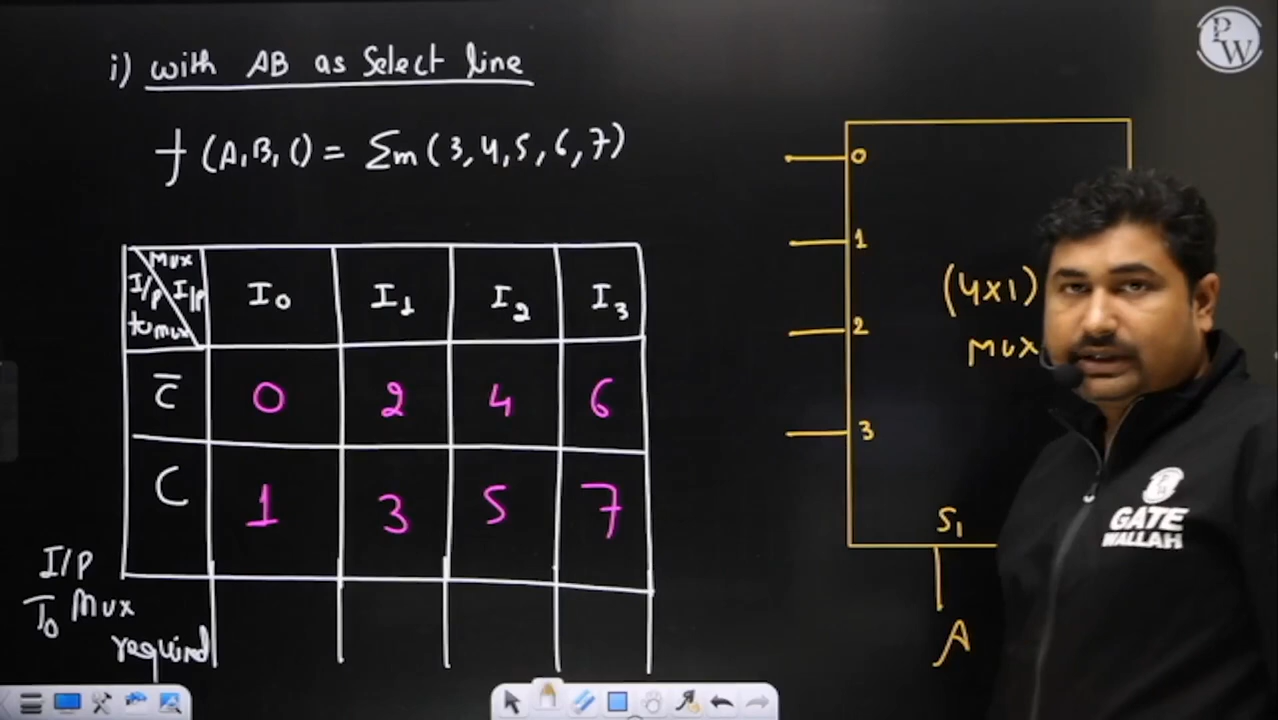 i) with AB as Select line
f (A, B, C) = Σm (3, 4, 5, 6, 7)
Mux I/P
I/P to mux
I0 I1 I2 I3
C̅ 0 2 4 6
C 1 3 5 7
I/P To Mux required
0
1
2
3
(4x1)
Mux
S1
A
PW
GATE
WALLAH